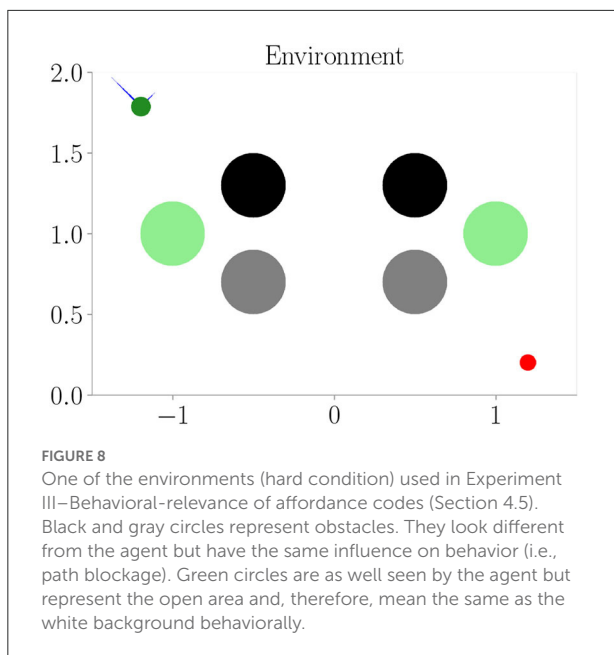 Environment
2.0
1.5
1.0
0.5
0.0
−1 0 1
FIGURE 8
One of the environments (hard condition) used in Experiment
III–Behavioral-relevance of affordance codes (Section 4.5).
Black and gray circles represent obstacles. They look different
from the agent but have the same influence on behavior (i.e.,
path blockage). Green circles are as well seen by the agent but
represent the open area and, therefore, mean the same as the
white background behaviorally.